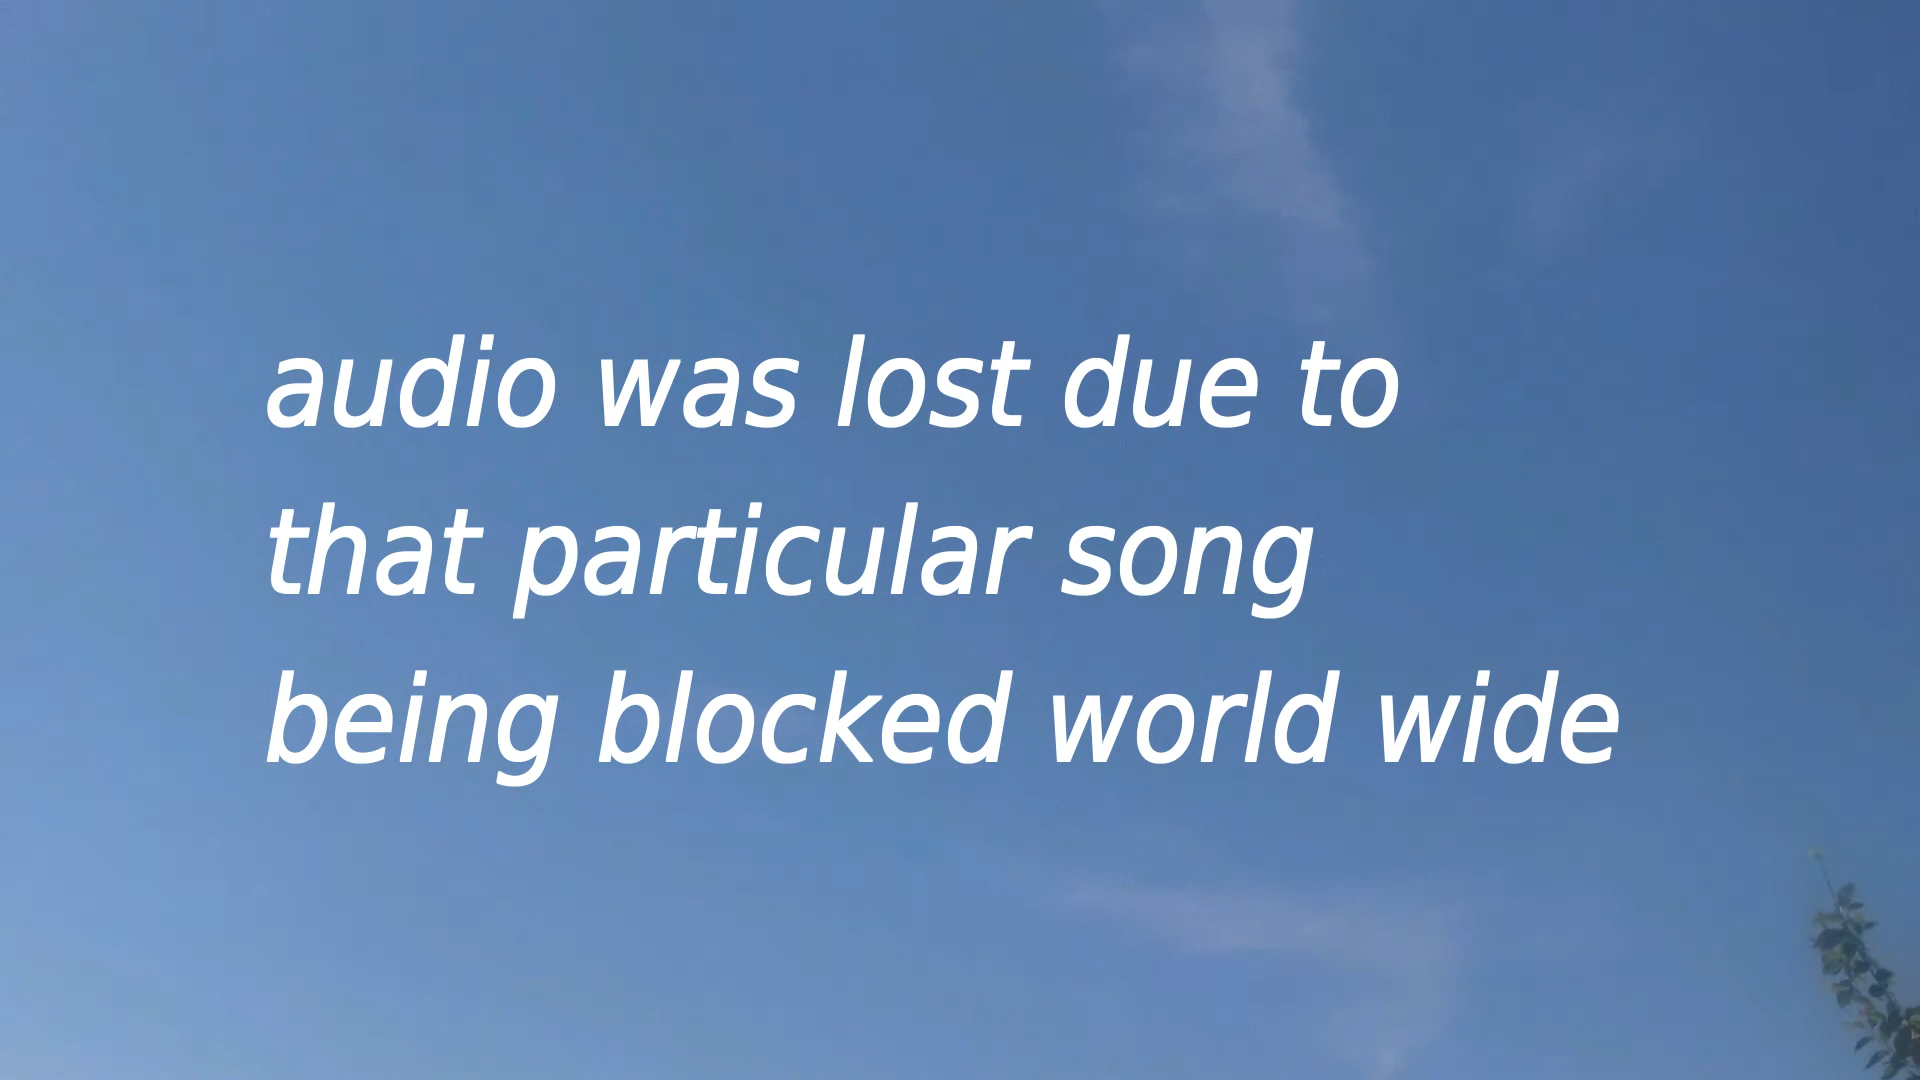 audio was lost due to
that particular song
being blocked world wide